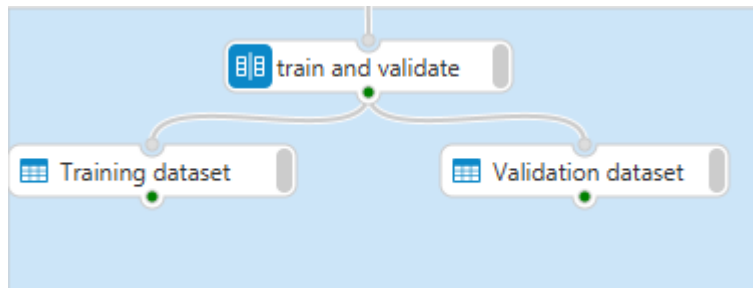 train and validate
Training dataset
Validation dataset